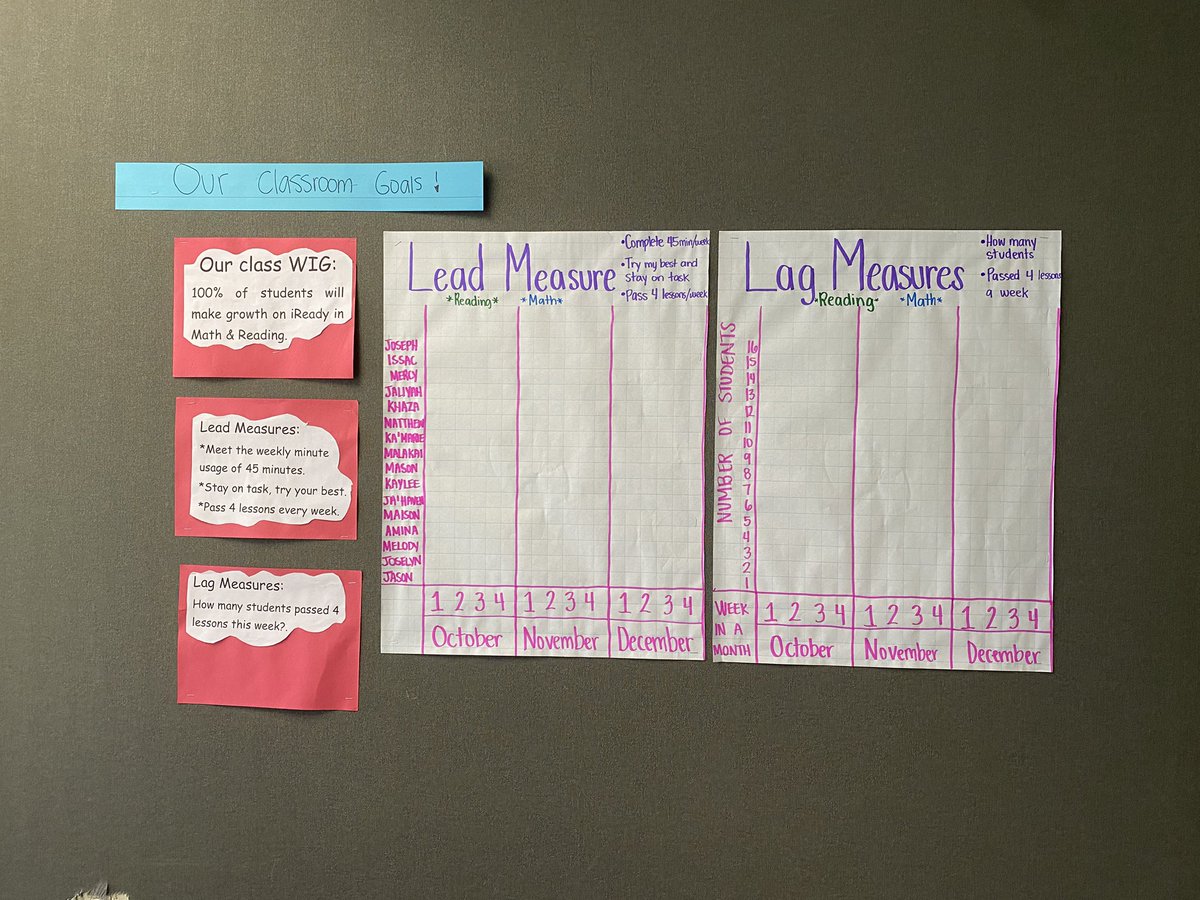 Our Classroom Goals!
Our class WIG:
100% of students will
make growth on iReady in
Math & Reading.
Lead Measures:
*Meet the weekly minute
usage of 45 minutes.
*Stay on task, try your best.
*Pass 4 lessons every week.
Lag Measures:
How many students passed 4
lessons this week?.
Lead Measure
*Reading* *Math*
•Complete 45min/week
•Try my best and
stay on task
•Pass 4 lessons/week
JOSEPH
ISSAC
MERCY
JALIYAH
KHAZA
MATTHEW
KA'MARIE
MALAKAI
MASON
KAYLEE
JA'HAVEN
MAISON
AMINA
MELODY
JOSELYN
JASON
1 2 3 4 1 2 3 4 1 2 3 4
October November December
Lag Measures
*Reading* *Math*
•How many
students
•Passed 4 lessons
a week
NUMBER OF STUDENTS
16
15
14
13
12
11
10
9
8
7
6
5
4
3
2
1
WEEK
IN A
MONTH
1 2 3 4 1 2 3 4 1 2 3 4
October November December